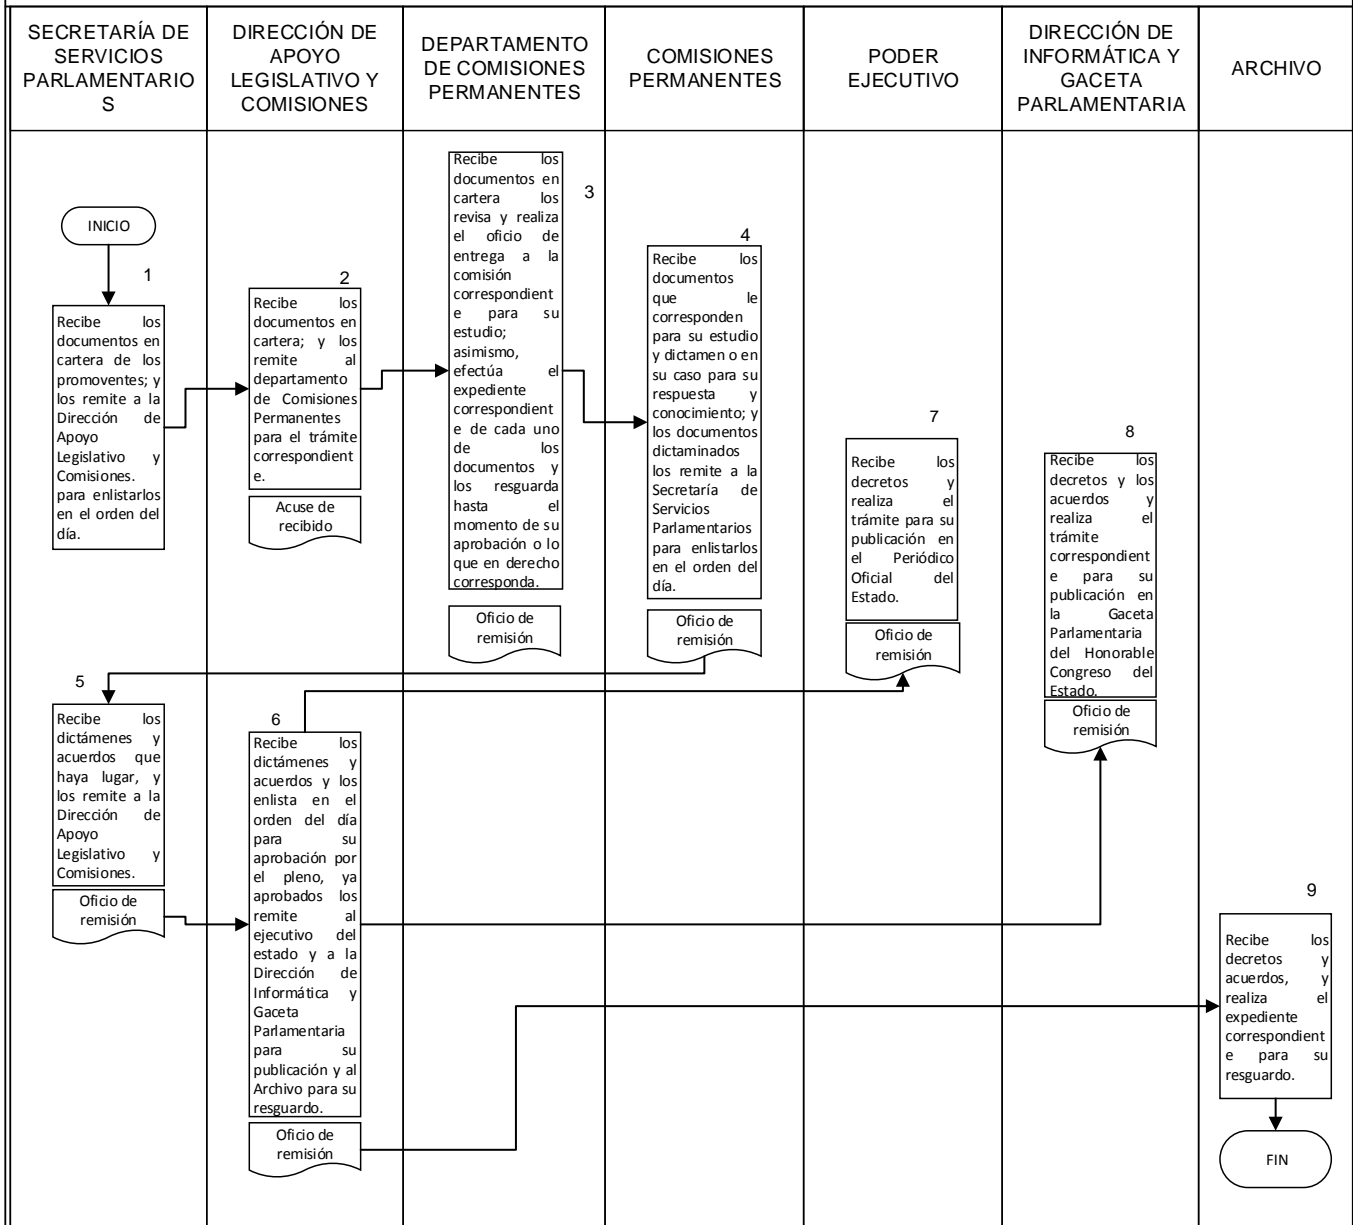 SECRETARÍA DE
SERVICIOS
PARLAMENTARIO
S
DIRECCIÓN DE
APOYO
LEGISLATIVO Y
COMISIONES
DEPARTAMENTO
DE COMISIONES
PERMANENTES
COMISIONES
PERMANENTES
PODER
EJECUTIVO
DIRECCIÓN DE
INFORMÁTICA Y
GACETA
PARLAMENTARIA
ARCHIVO
INICIO
1
Recibe los
documentos en
cartera de los
promoventes; y
los remite a la
Dirección de
Apoyo
Legislativo y
Comisiones.
para enlistarlos
en el orden del
día.
2
Recibe los
documentos en
cartera; y los
remite al
departamento
de Comisiones
Permanentes
para el trámite
correspondient
e.
Acuse de
recibido
3
Recibe los
documentos en
cartera los
revisa y realiza
el oficio de
entrega a la
comisión
correspondient
e para su
estudio;
asimismo,
efectúa el
expediente
correspondient
e de cada uno
de los
documentos y
los resguarda
hasta el
momento de su
aprobación o lo
que en derecho
corresponda.
Oficio de
remisión
4
Recibe los
documentos
que le
corresponden
para su estudio
y dictamen o en
su caso para su
respuesta y
conocimiento; y
los documentos
dictaminados
los remite a la
Secretaría de
Servicios
Parlamentarios
para enlistarlos
en el orden del
día.
Oficio de
remisión
5
Recibe los
dictámenes y
acuerdos que
haya lugar, y
los remite a la
Dirección de
Apoyo
Legislativo y
Comisiones.
Oficio de
remisión
6
Recibe los
dictámenes y
acuerdos y los
enlista en el
orden del día
para su
aprobación por
el pleno, ya
aprobados los
remite al
ejecutivo del
estado y a la
Dirección de
Informática y
Gaceta
Parlamentaria
para su
publicación y al
Archivo para su
resguardo.
Oficio de
remisión
7
Recibe los
decretos y
realiza el
trámite para su
publicación en
el Periódico
Oficial del
Estado.
Oficio de
remisión
8
Recibe los
decretos y los
acuerdos y
realiza el
trámite
correspondient
e para su
publicación en
la Gaceta
Parlamentaria
del Honorable
Congreso del
Estado.
Oficio de
remisión
9
Recibe los
decretos y
acuerdos, y
realiza el
expediente
correspondient
e para su
resguardo.
FIN